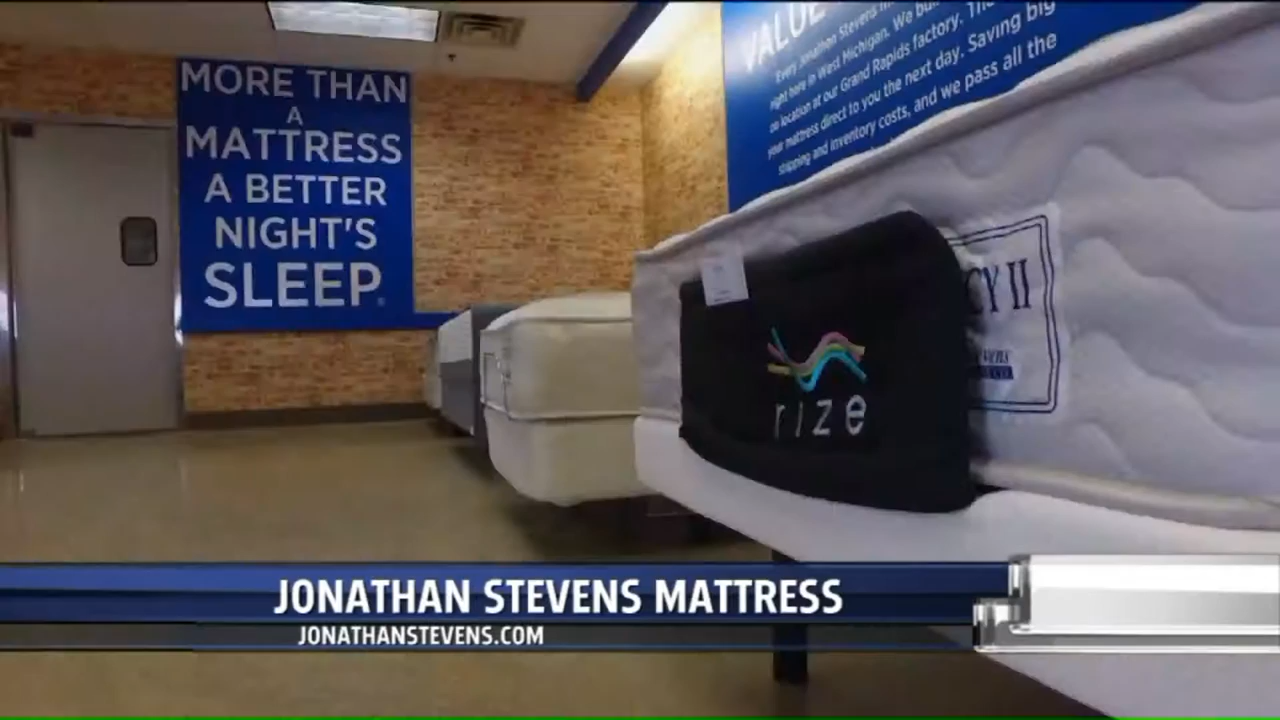 MORE THAN
A
MATTRESS
A BETTER
NIGHT'S
SLEEP
VALUE
Every Jonathan Stevens
right here in West Michigan. We
on location at our Grand Rapids factory.
your mattress direct to you the next day. Saving big
shipping and inventory costs, and we pass all the
CY II
rize
JONATHAN STEVENS MATTRESS
JONATHANSTEVENS.COM